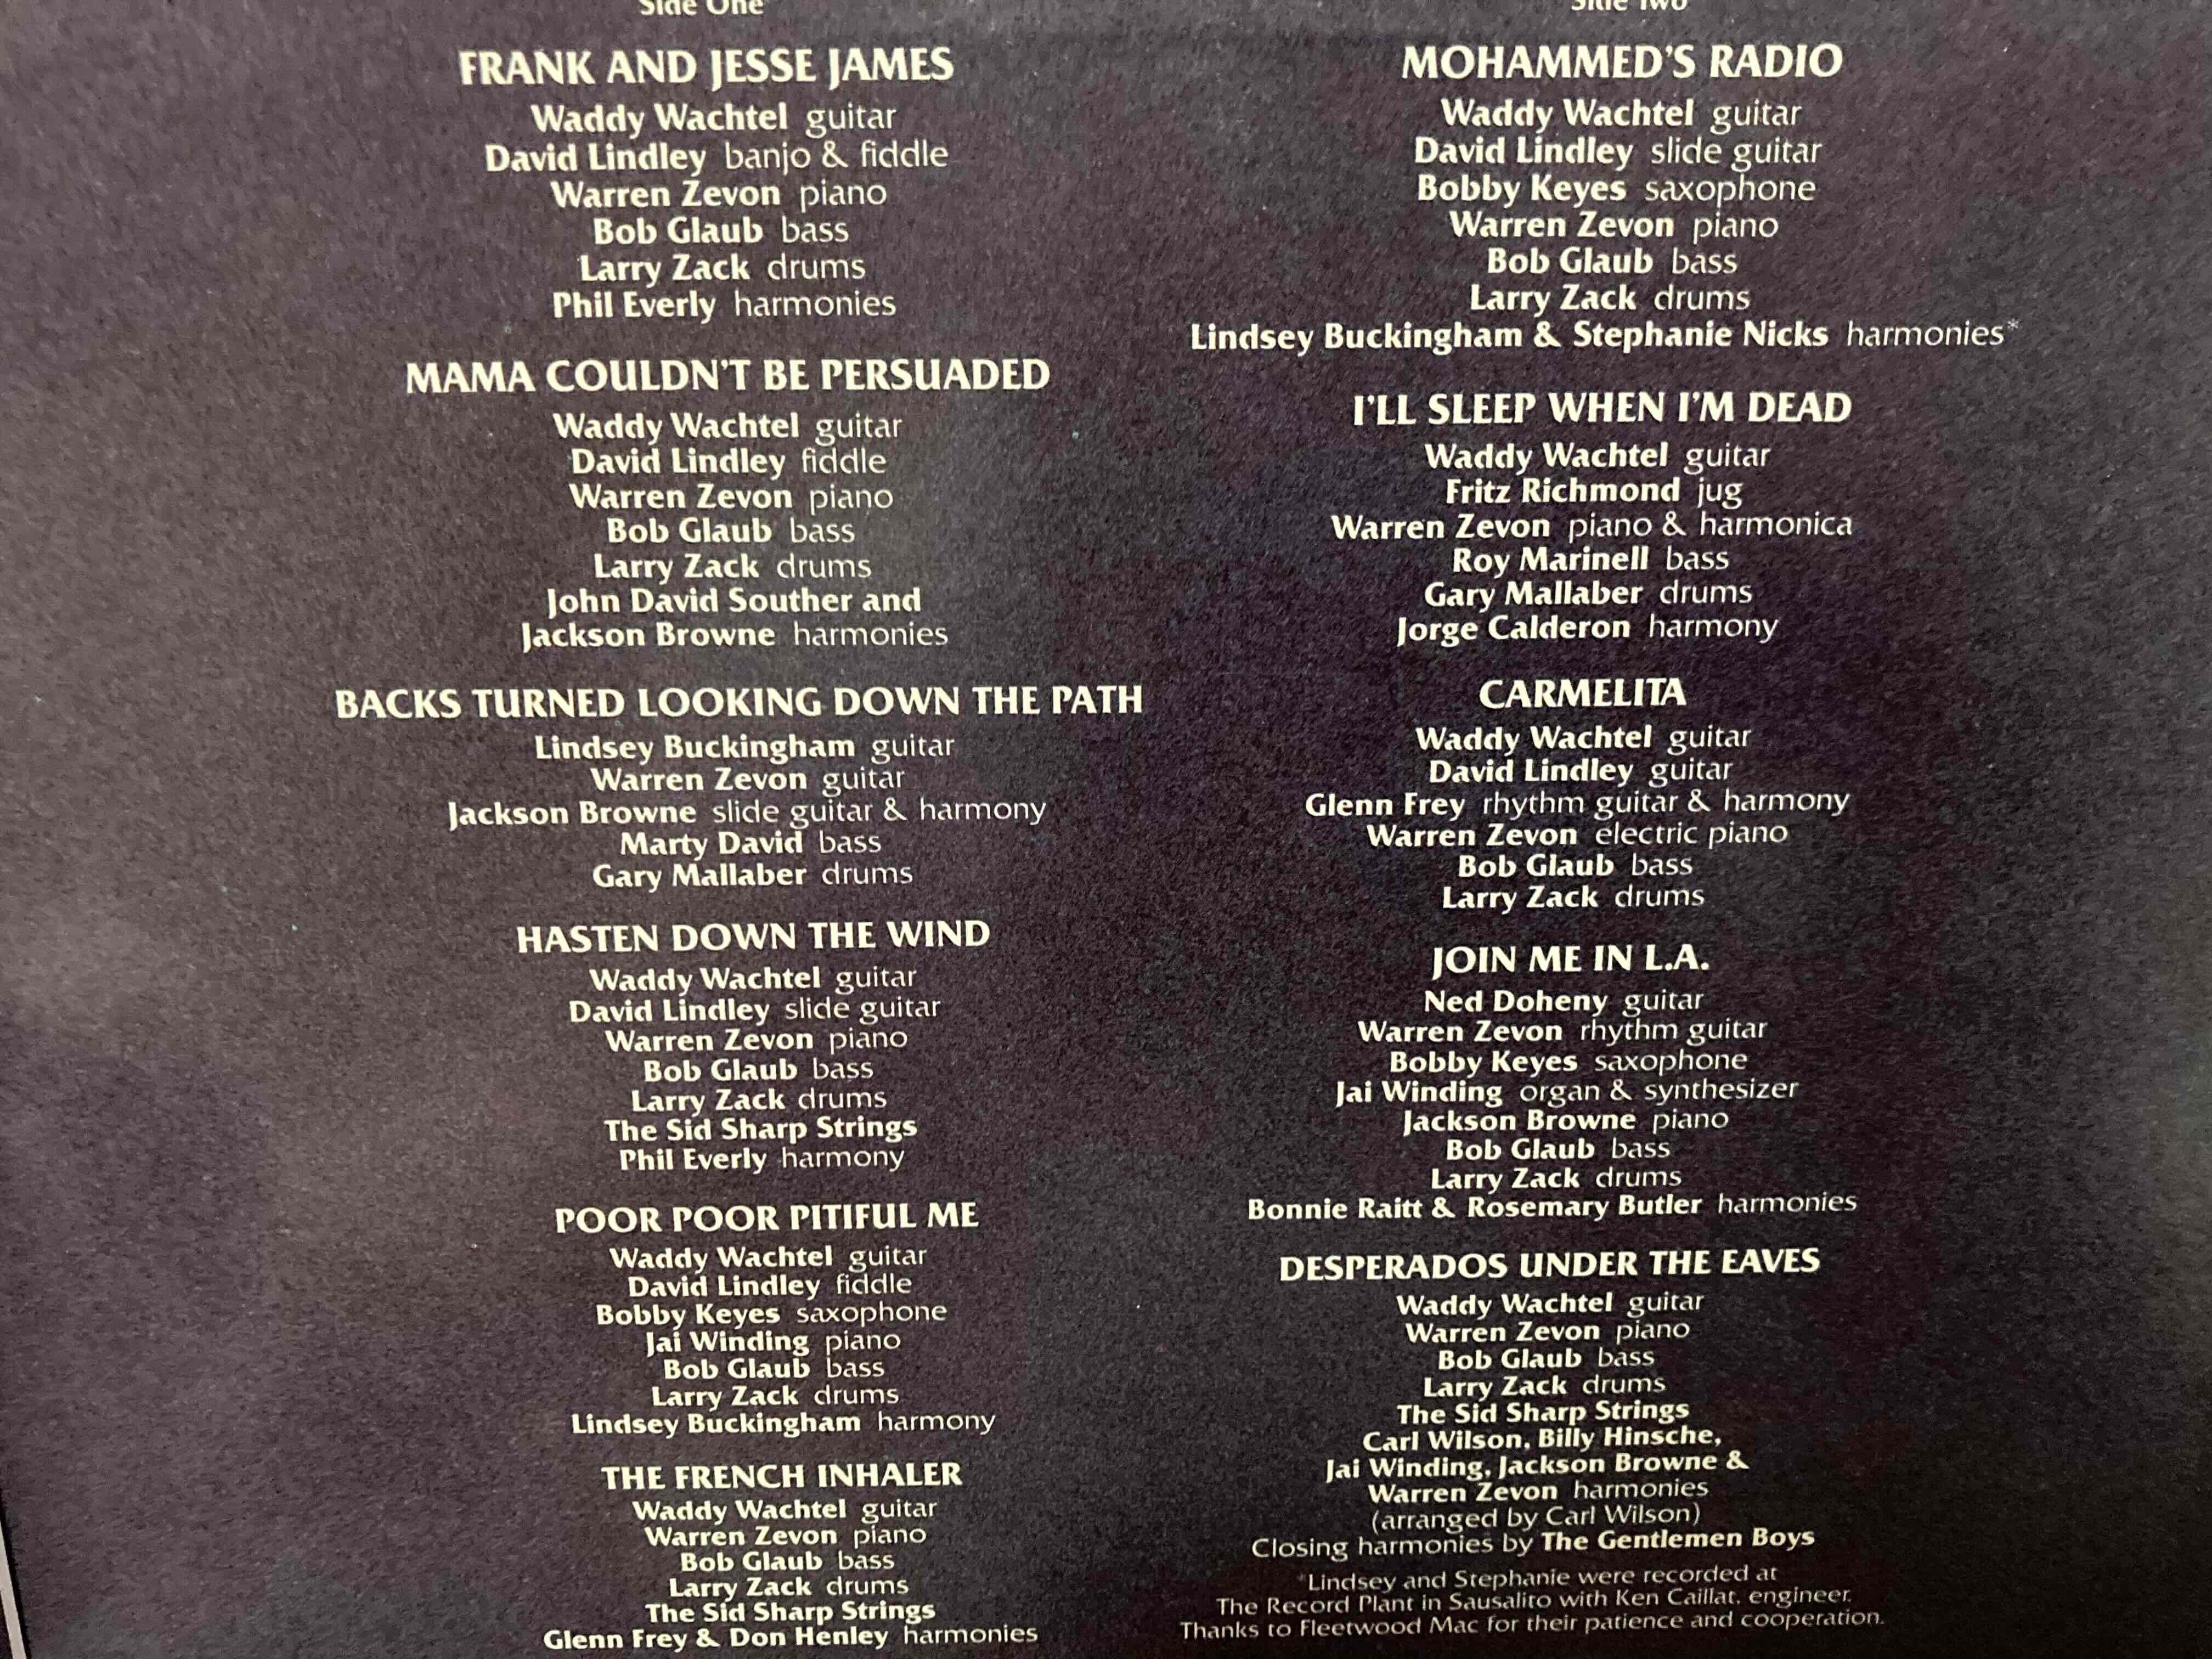 Side One
FRANK AND JESSE JAMES
Waddy Wachtel guitar
David Lindley banjo & fiddle
Warren Zevon piano
Bob Glaub bass
Larry Zack drums
Phil Everly harmonies
MAMA COULDN'T BE PERSUADED
Waddy Wachtel guitar
David Lindley fiddle
Warren Zevon piano
Bob Glaub bass
Larry Zack drums
John David Souther and
Jackson Browne harmonies
BACKS TURNED LOOKING DOWN THE PATH
Lindsey Buckingham guitar
Warren Zevon guitar
Jackson Browne slide guitar & harmony
Marty David bass
Gary Mallaber drums
HASTEN DOWN THE WIND
Waddy Wachtel guitar
David Lindley slide guitar
Warren Zevon piano
Bob Glaub bass
Larry Zack drums
The Sid Sharp Strings
Phil Everly harmony
POOR POOR PITIFUL ME
Waddy Wachtel guitar
David Lindley fiddle
Bobby Keyes saxophone
Jai Winding piano
Bob Glaub bass
Larry Zack drums
Lindsey Buckingham harmony
THE FRENCH INHALER
Waddy Wachtel guitar
Warren Zevon piano
Bob Glaub bass
Larry Zack drums
The Sid Sharp Strings
Glenn Frey & Don Henley harmonies
Side Two
MOHAMMED'S RADIO
Waddy Wachtel guitar
David Lindley slide guitar
Bobby Keyes saxophone
Warren Zevon piano
Bob Glaub bass
Larry Zack drums
Lindsey Buckingham & Stephanie Nicks harmonies*
I'LL SLEEP WHEN I'M DEAD
Waddy Wachtel guitar
Fritz Richmond jug
Warren Zevon piano & harmonica
Roy Marinell bass
Gary Mallaber drums
Jorge Calderon harmony
CARMELITA
Waddy Wachtel guitar
David Lindley guitar
Glenn Frey rhythm guitar & harmony
Warren Zevon electric piano
Bob Glaub bass
Larry Zack drums
JOIN ME IN L.A.
Ned Doheny guitar
Warren Zevon rhythm guitar
Bobby Keyes saxophone
Jai Winding organ & synthesizer
Jackson Browne piano
Bob Glaub bass
Larry Zack drums
Bonnie Raitt & Rosemary Butler harmonies
DESPERADOS UNDER THE EAVES
Waddy Wachtel guitar
Warren Zevon piano
Bob Glaub bass
Larry Zack drums
The Sid Sharp Strings
Carl Wilson, Billy Hinsche,
Jai Winding, Jackson Browne &
Warren Zevon harmonies
(arranged by Carl Wilson)
Closing harmonies by The Gentlemen Boys
*Lindsey and Stephanie were recorded at
The Record Plant in Sausalito with Ken Caillat, engineer.
Thanks to Fleetwood Mac for their patience and cooperation.